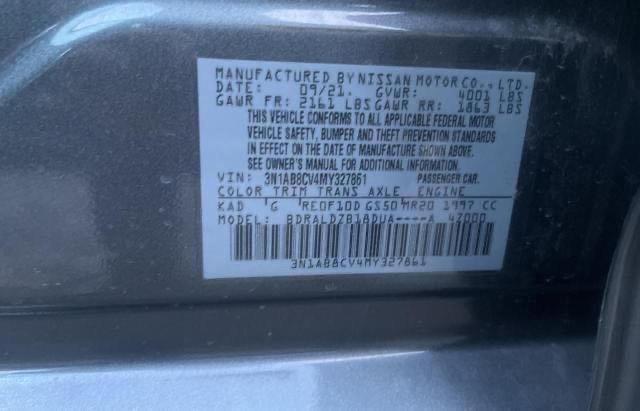 MANUFACTURED BY NISSAN MOTOR CO., LTD.
DATE: 09/21. GVWR: 4001 LBS
GAWR FR: 2161 LBS GAWR RR: 1863 LBS
THIS VEHICLE CONFORMS TO ALL APPLICABLE FEDERAL MOTOR
VEHICLE SAFETY, BUMPER AND THEFT PREVENTION STANDARDS
IN EFFECT ON THE DATE OF MANUFACTURE SHOWN ABOVE.
SEE OWNER'S MANUAL FOR ADDITIONAL INFORMATION.
VIN: 3N1AB8CV4MY327861 PASSENGER CAR.
COLOR TRIM TRANS AXLE ENGINE
KAD G RE0F10D GS50 MR20 1997 CC
MODEL: BDRALDZB18DUA----A 4Z000
3N1AB8CV4MY327861